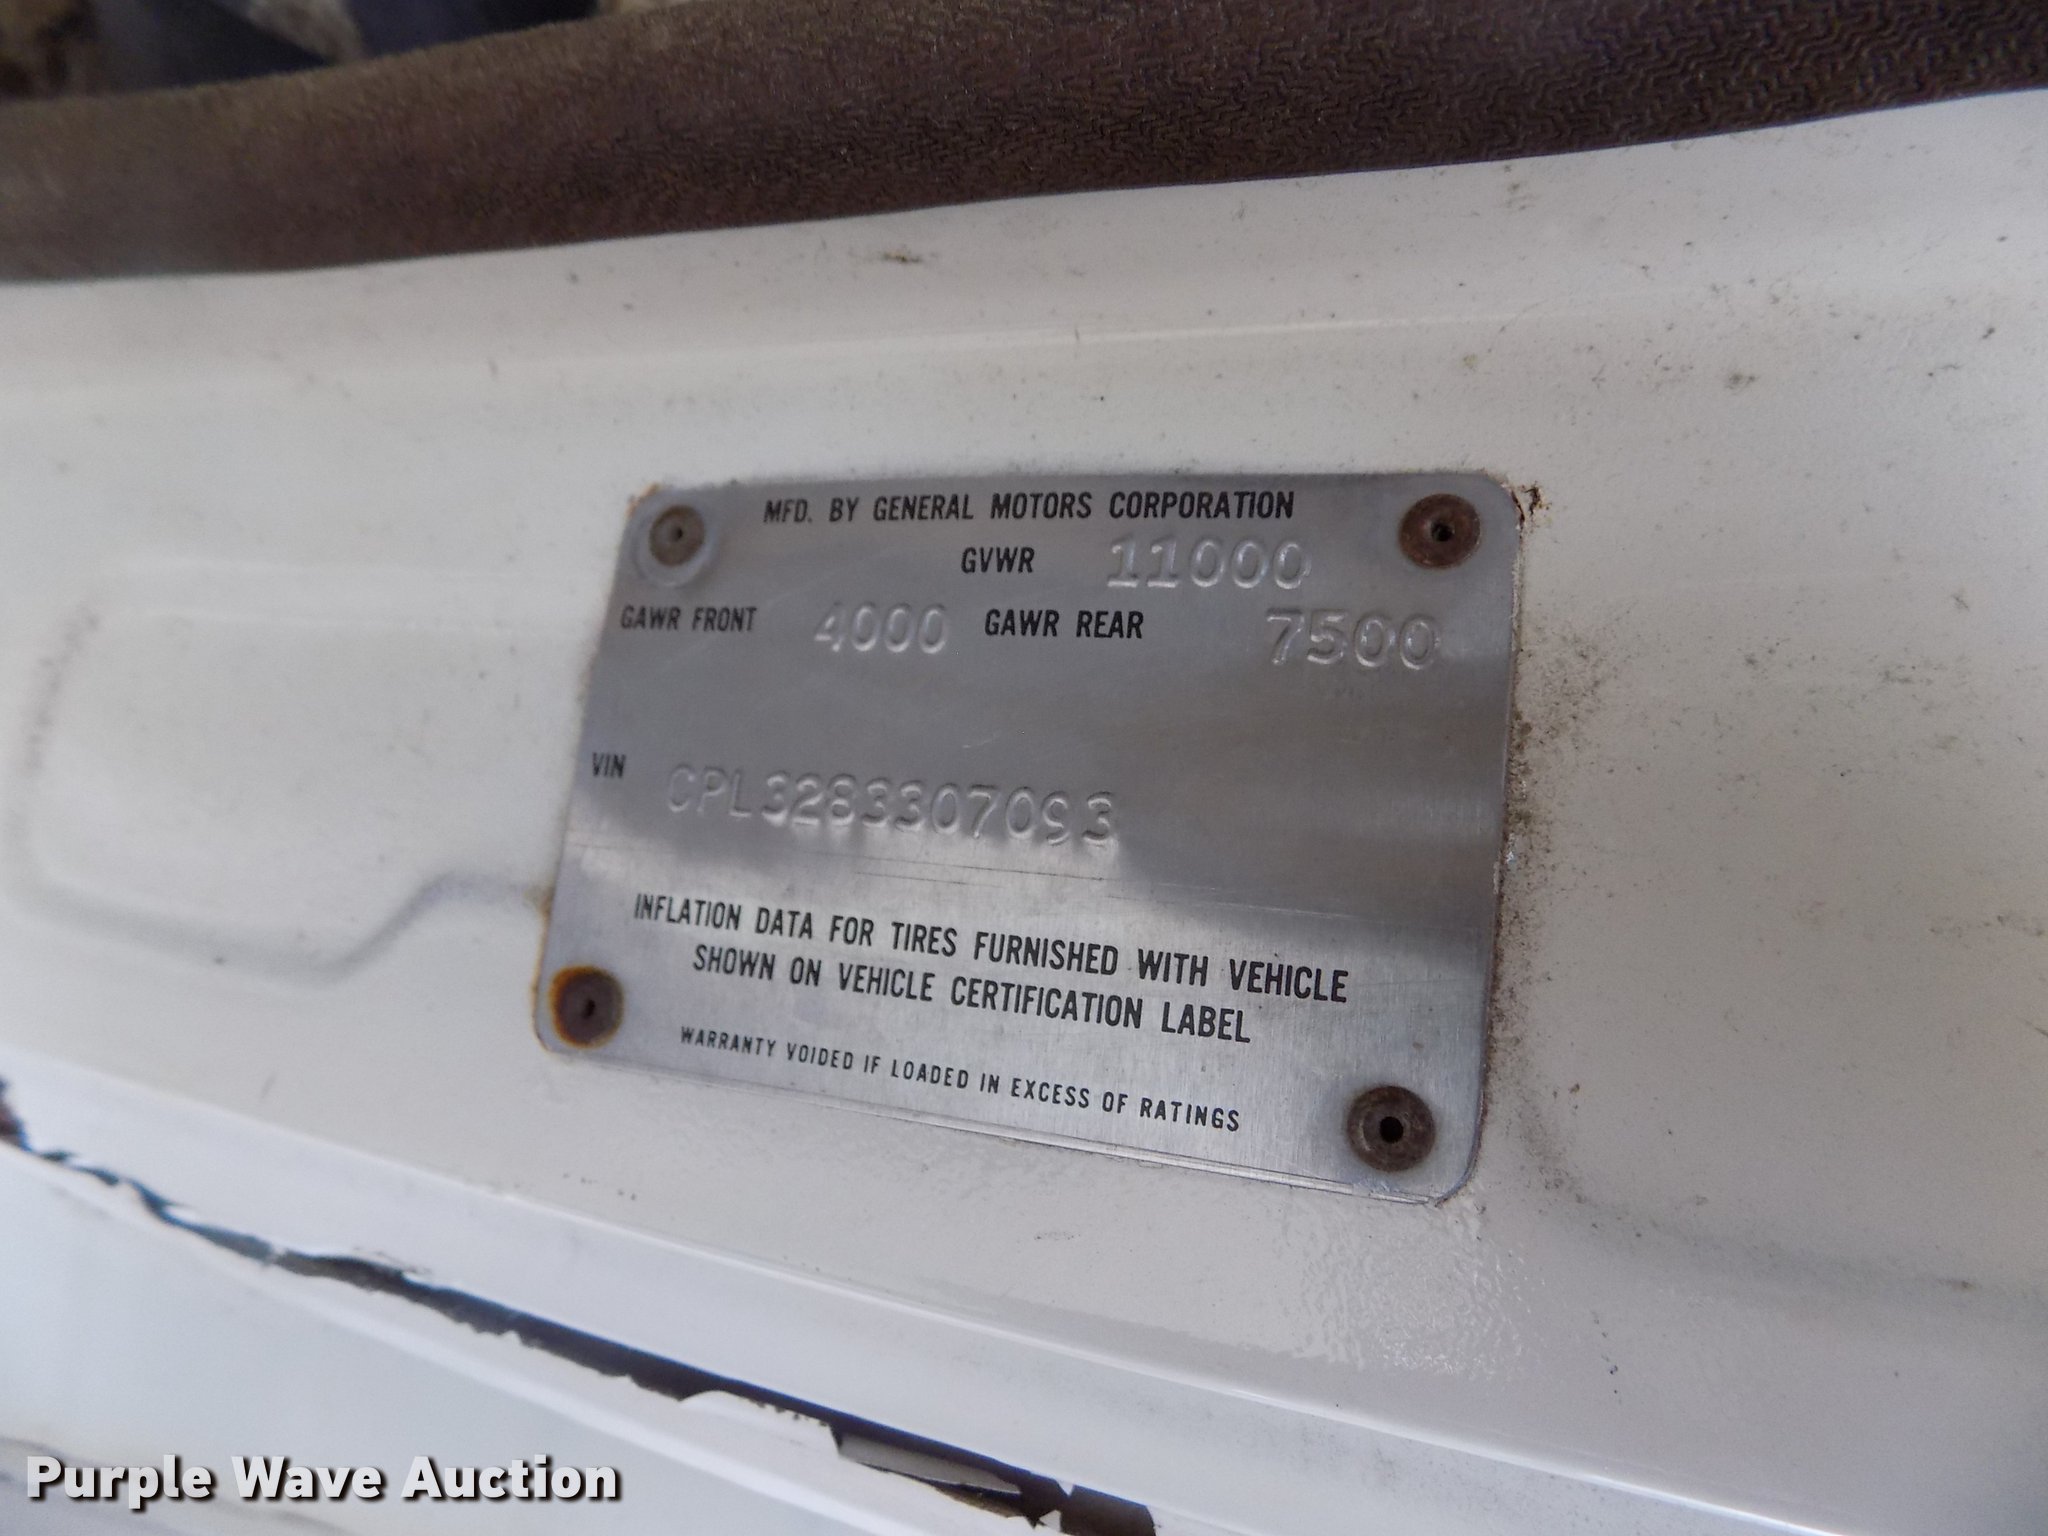 MFD. BY GENERAL MOTORS CORPORATION
GVWR 11000
GAWR FRONT 4000 GAWR REAR 7500
VIN CPL3283307093
INFLATION DATA FOR TIRES FURNISHED WITH VEHICLE
SHOWN ON VEHICLE CERTIFICATION LABEL
WARRANTY VOIDED IF LOADED IN EXCESS OF RATINGS
Purple Wave Auction